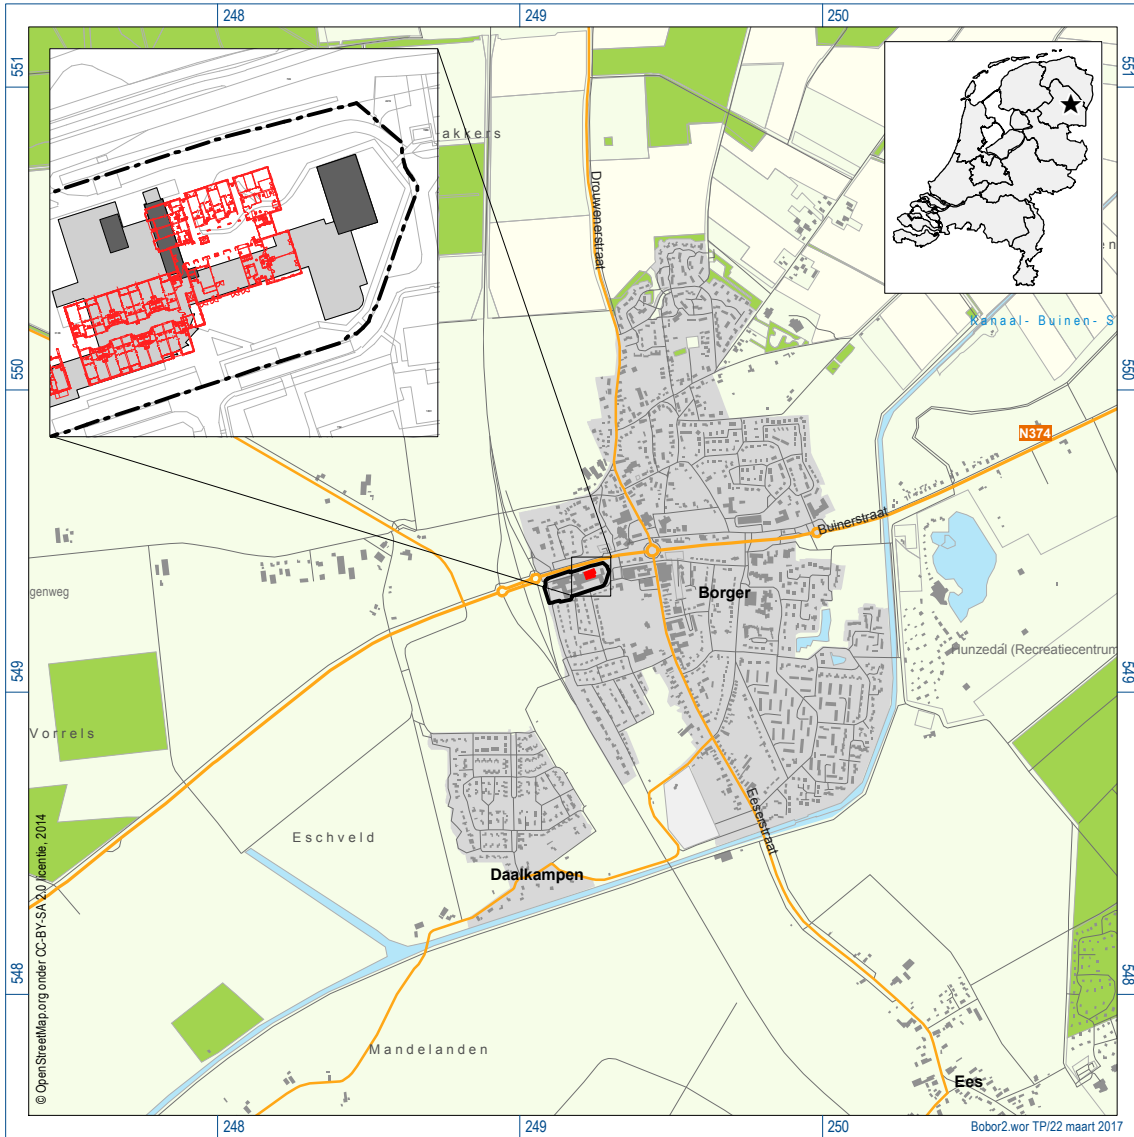 248
249
250
551
551
akkers
Drouwenerstraat
en
Kanaal- Buinen- S
550
550
N374
Buinerstraat
genweg
Borger
Hunzedal (Recreatiecentrum
549
549
Vorrels
Eeserstraat
Eschveld
Daalkampen
© OpenStreetMap.org onder CC-BY-SA 2.0 licentie, 2014
548
548
Mandelanden
Ees
248
249
250
Bobor2.wor TP/22 maart 2017